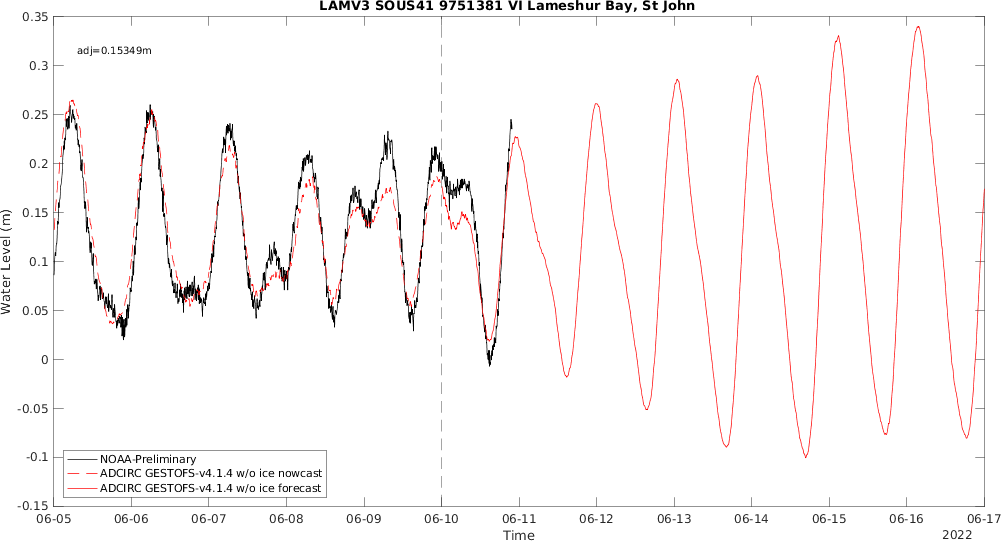 LAMV3 SOUS41 9751381 VI Lameshur Bay, St John
0.35
adj=0.15349m
0.3
0.25
0.2
0.15
0.1
0.05
0
-0.05
-0.1
-0.15
Water Level (m)
NOAA-Preliminary
ADCIRC GESTOFS-v4.1.4 w/o ice nowcast
ADCIRC GESTOFS-v4.1.4 w/o ice forecast
06-05 06-06 06-07 06-08 06-09 06-10 06-11 06-12 06-13 06-14 06-15 06-16 06-17
Time
2022